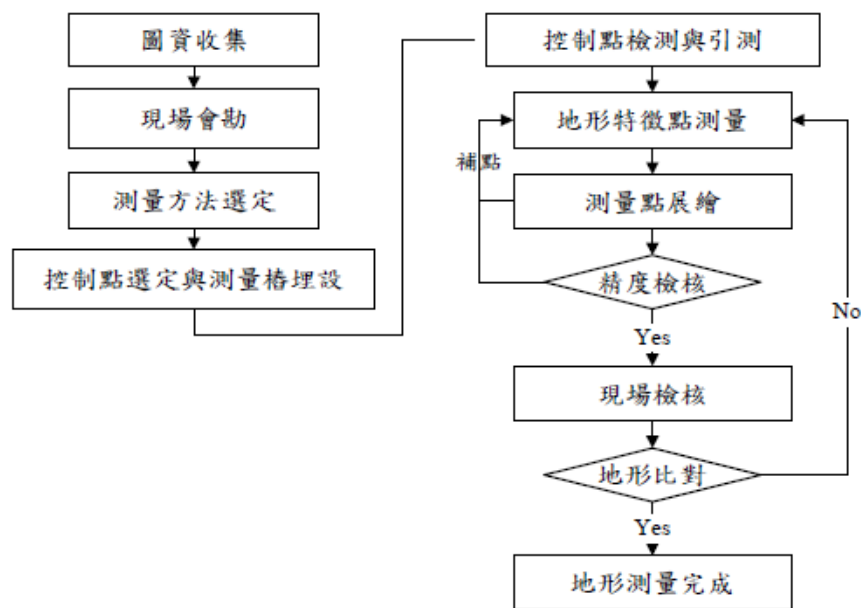 圖資收集
現場會勘
測量方法選定
控制點選定與測量樁埋設
控制點檢測與引測
地形特徵點測量
補點
測量點展繪
精度檢核
Yes
No
現場檢核
地形比對
Yes
地形測量完成